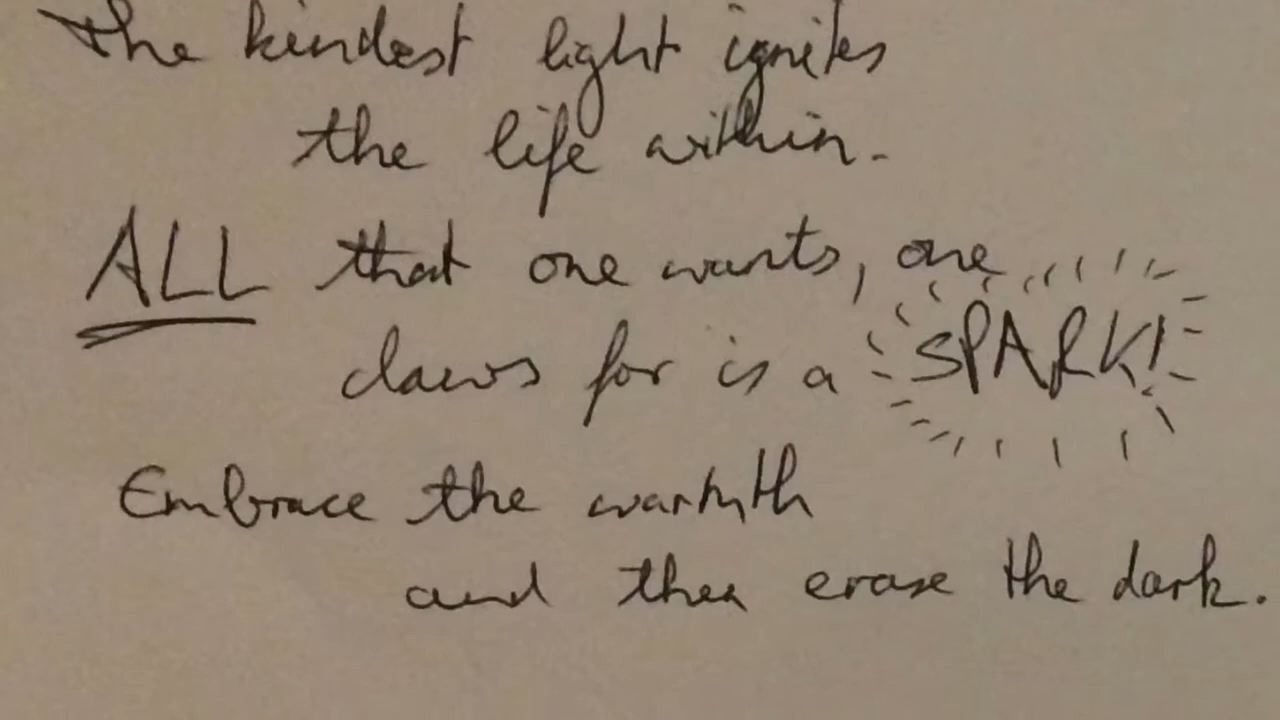 the kindest light ignites
the life within.
ALL that one wants, one
claws for is a SPARK!
Embrace the warmth
and then erase the dark.